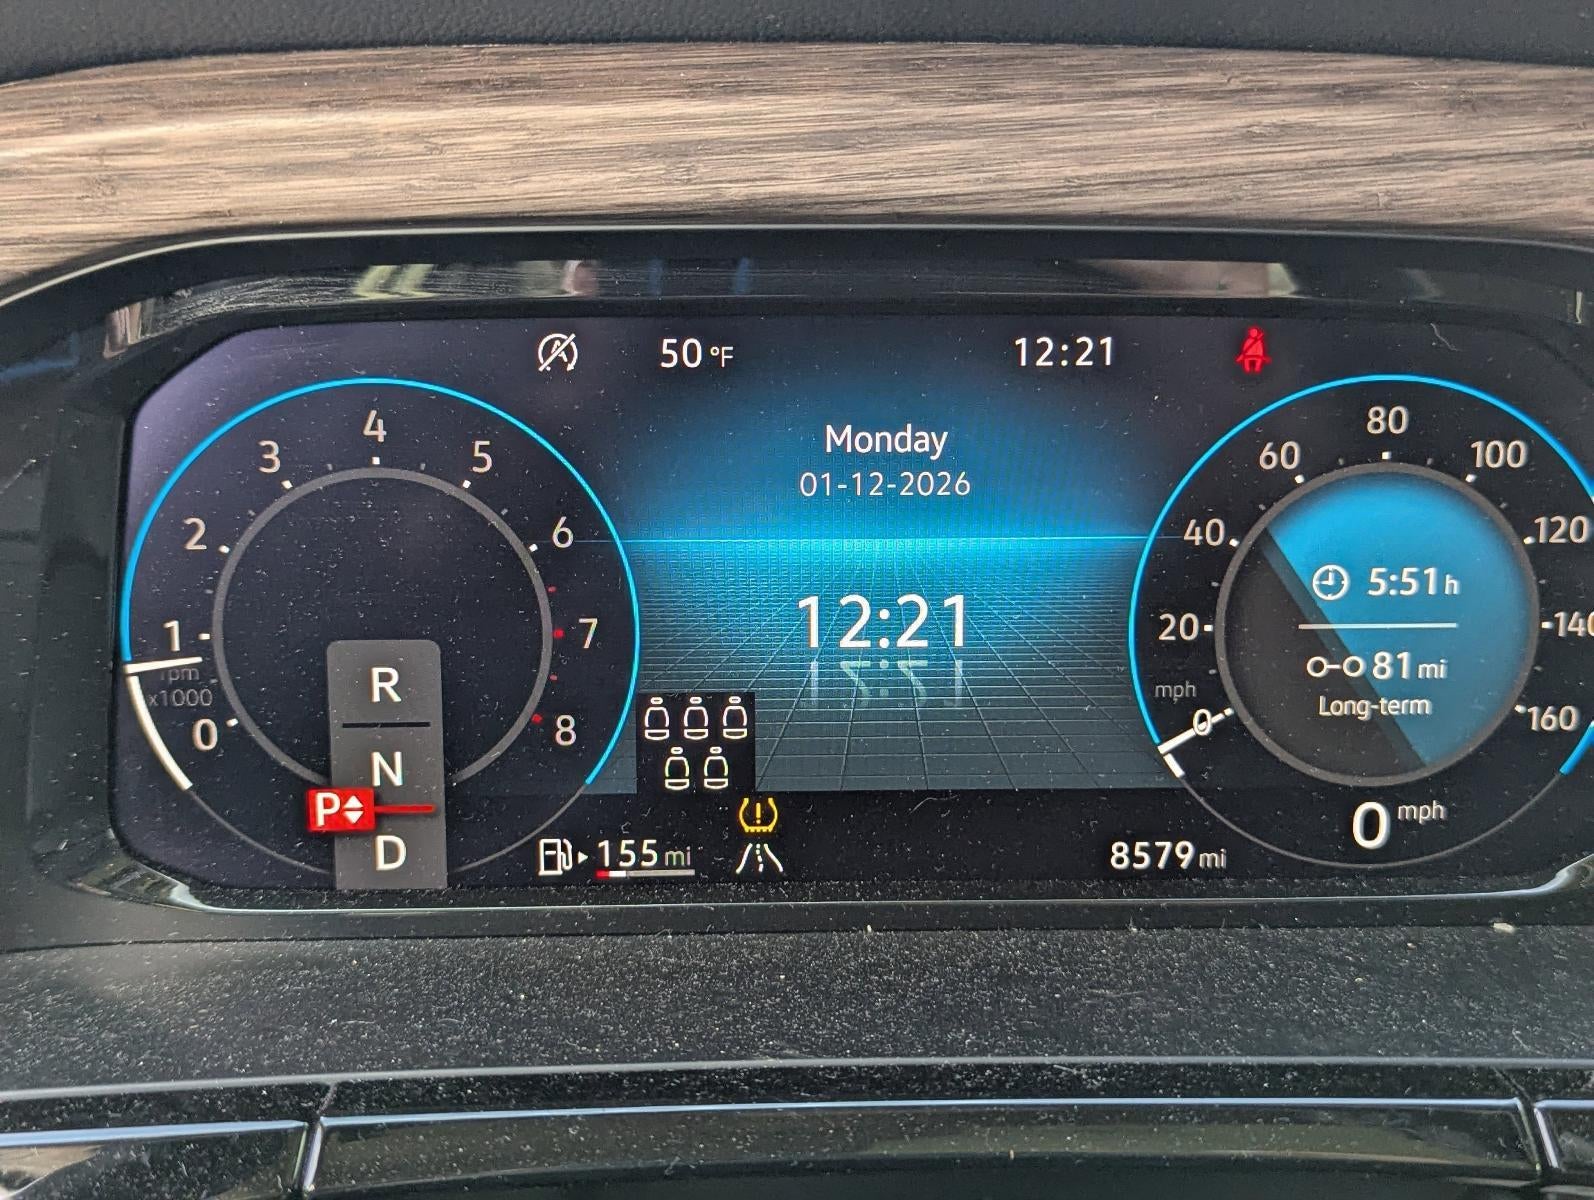 50 °F
12:21
Monday
01-12-2026
12:21
0
1
2
3
4
5
6
7
8
rpm
x1000
R
N
P
D
155 mi
8579 mi
0
20
40
60
80
100
120
140
160
mph
5:51 h
81 mi
Long-term
0 mph